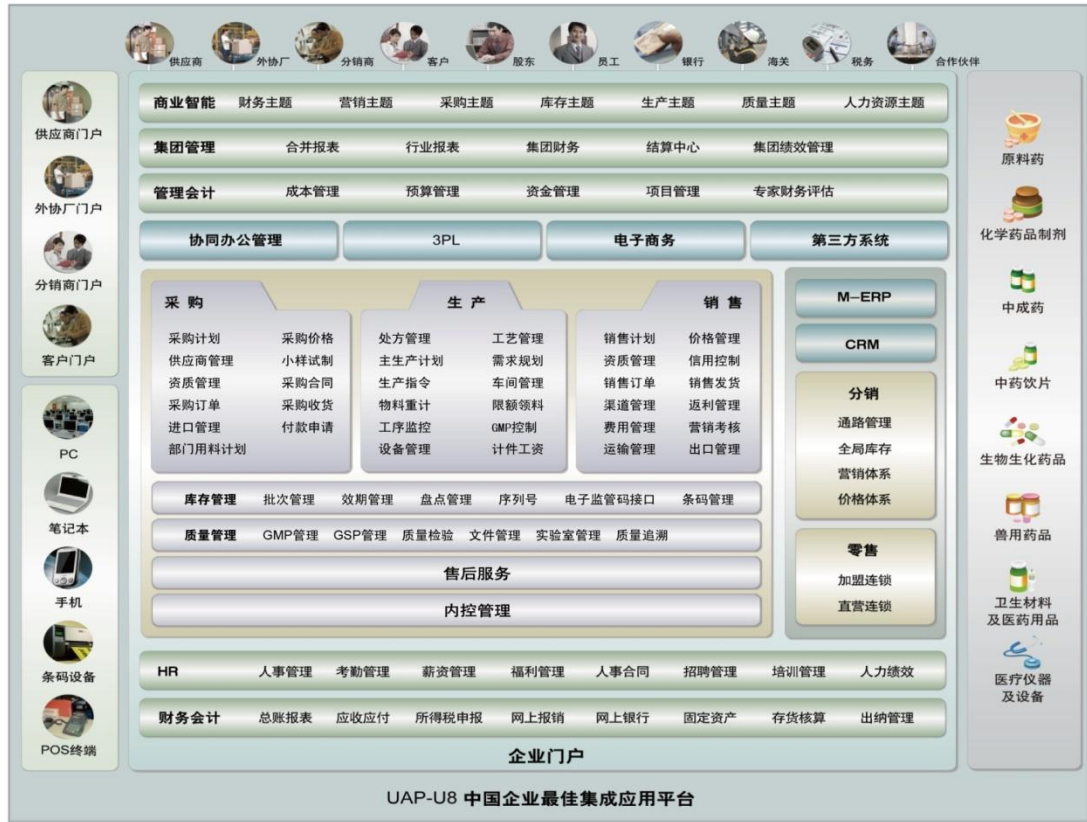 供应商 外协厂 分销商 客户 股东 员工 银行 海关 税务 合作伙伴
供应商门户
外协厂门户
分销商门户
客户门户
PC
笔记本
手机
条码设备
POS终端
商业智能 财务主题 营销主题 采购主题 库存主题 生产主题 质量主题 人力资源主题
集团管理 合并报表 行业报表 集团财务 结算中心 集团绩效管理
管理会计 成本管理 预算管理 资金管理 项目管理 专家财务评估
协同办公管理 3PL 电子商务 第三方系统
采购
采购计划 采购价格
供应商管理 小样试制
资质管理 采购合同
采购订单 采购收货
进口管理 付款申请
部门用料计划
生产
处方管理 工艺管理
主生产计划 需求规划
生产指令 车间管理
物料重计 限额领料
工序监控 GMP控制
设备管理 计件工资
销售
销售计划 价格管理
资质管理 信用控制
销售订单 销售发货
渠道管理 返利管理
费用管理 营销考核
运输管理 出口管理
库存管理 批次管理 效期管理 盘点管理 序列号 电子监管码接口 条码管理
质量管理 GMP管理 GSP管理 质量检验 文件管理 实验室管理 质量追溯
售后服务
内控管理
M-ERP
CRM
分销
通路管理
全局库存
营销体系
价格体系
零售
加盟连锁
直营连锁
HR 人事管理 考勤管理 薪资管理 福利管理 人事合同 招聘管理 培训管理 人力绩效
财务会计 总账报表 应收应付 所得税申报 网上报销 网上银行 固定资产 存货核算 出纳管理
企业门户
原料药
化学药品制剂
中成药
中药饮片
生物生化药品
兽用药品
卫生材料
及医药用品
医疗仪器
及设备
UAP-U8 中国企业最佳集成应用平台